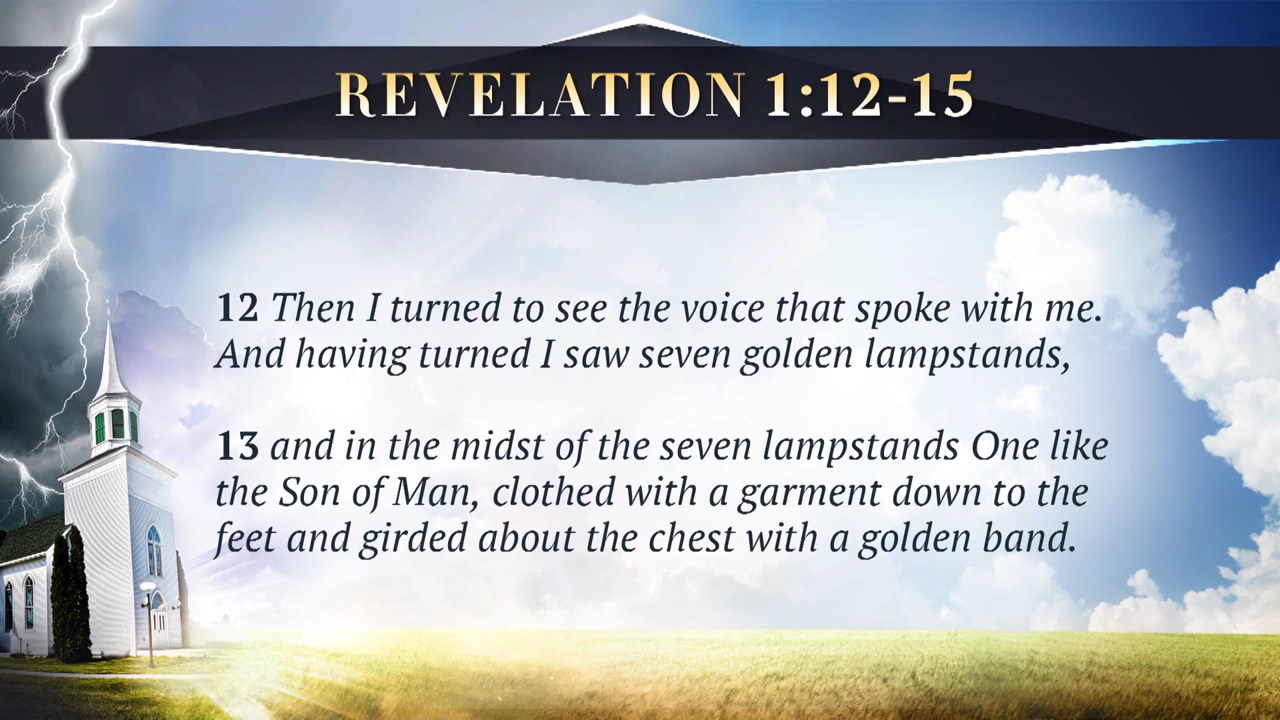 REVELATION 1:12-15
12 Then I turned to see the voice that spoke with me.
And having turned I saw seven golden lampstands,
13 and in the midst of the seven lampstands One like
the Son of Man, clothed with a garment down to the
feet and girded about the chest with a golden band.